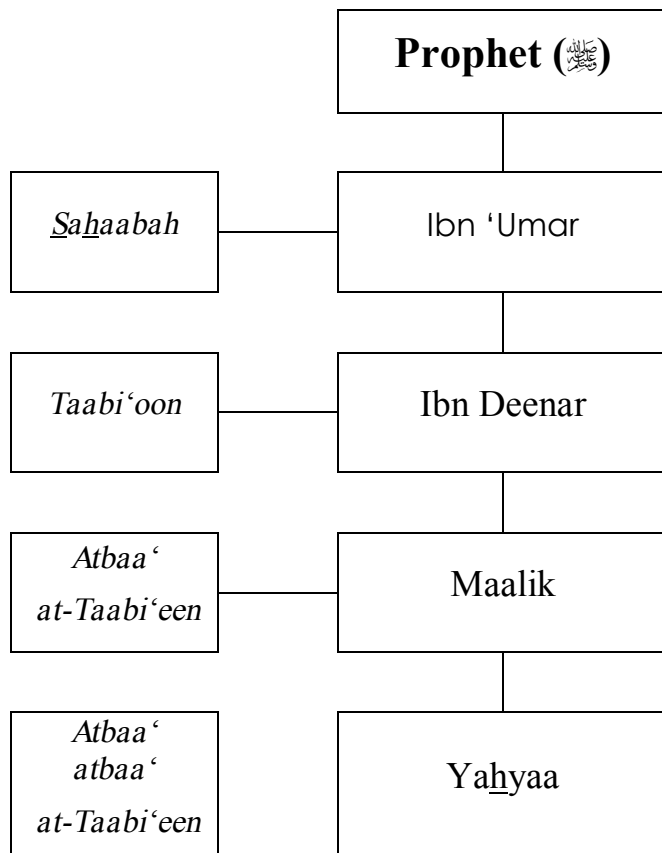 Prophet (ﷺ)
Sahaabah
Ibn ‘Umar
Taabi‘oon
Ibn Deenar
Atbaa‘
at-Taabi‘een
Maalik
Atbaa‘
atbaa‘
at-Taabi‘een
Yahyaa